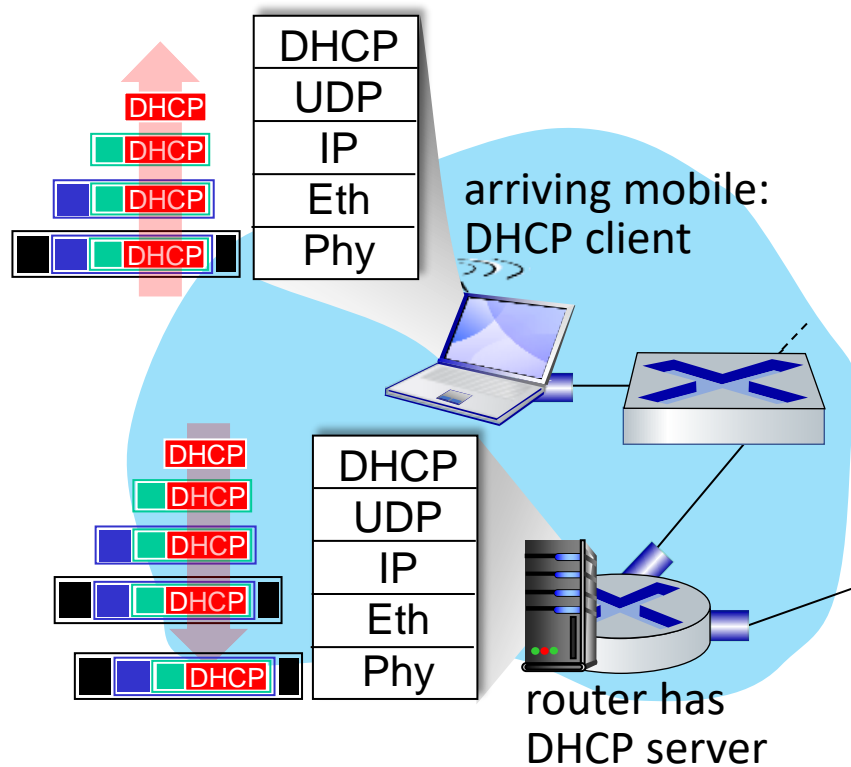 DHCP
UDP
IP
Eth
Phy
DHCP
DHCP
DHCP
DHCP
arriving mobile:
DHCP client
DHCP
UDP
IP
Eth
Phy
DHCP
DHCP
DHCP
DHCP
DHCP
router has
DHCP server